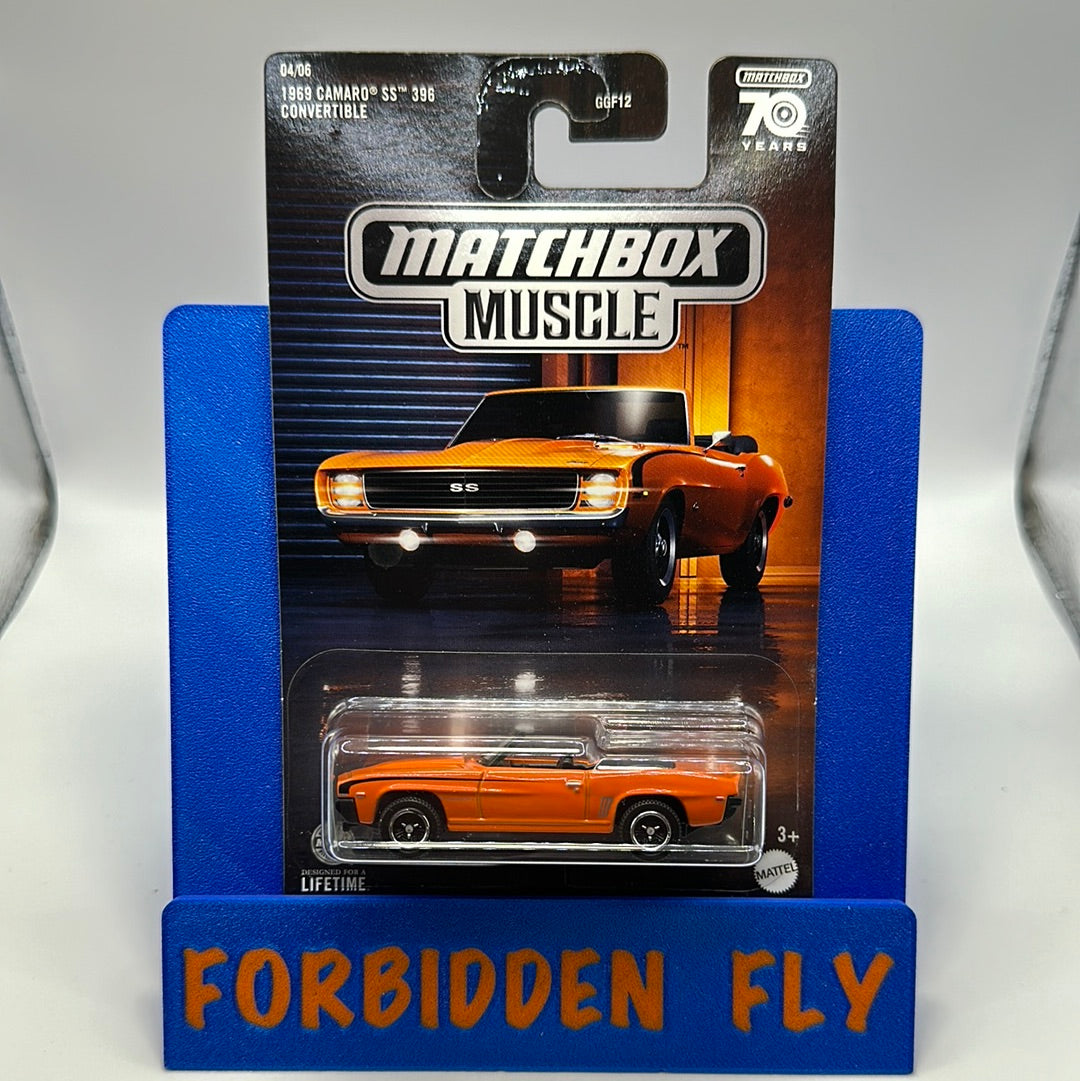 04/06
1969 CAMARO® SS™ 396
CONVERTIBLE
GGF12
MATCHBOX
70
YEARS
MATCHBOX
MUSCLE™
SS
DESIGNED FOR A
LIFETIME
3+
MATTEL
FORBIDDEN FLY